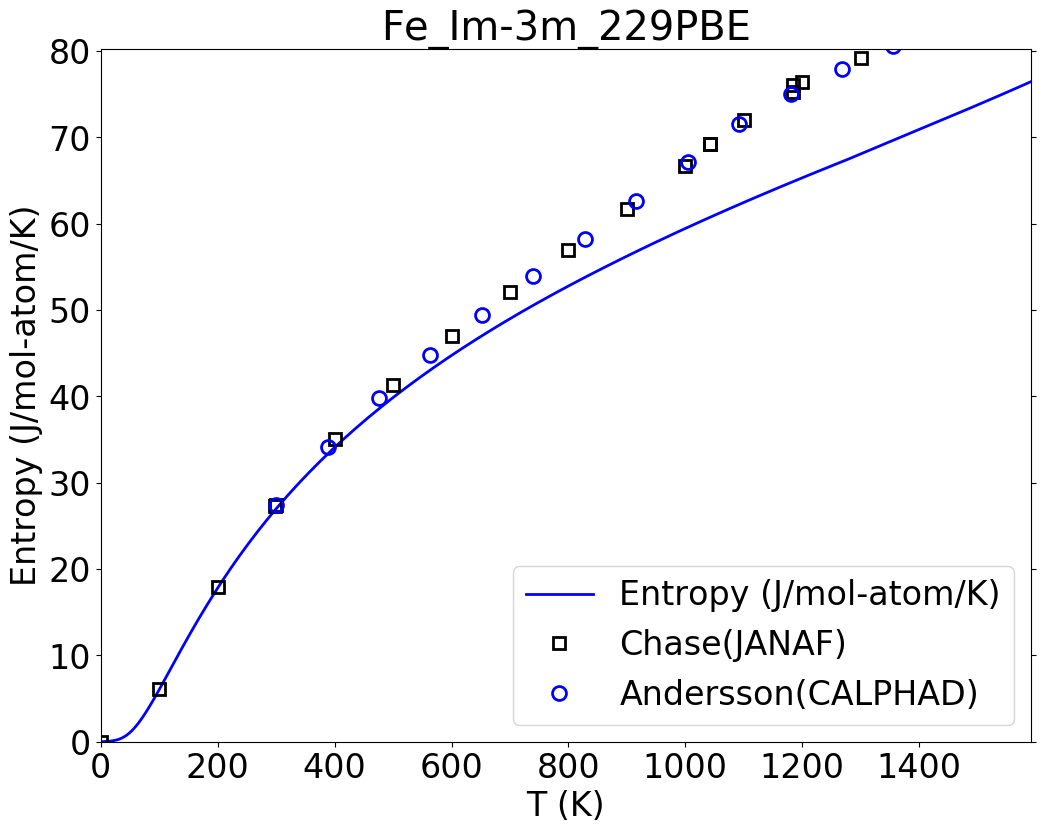 Fe_Im-3m_229PBE
80
70
60
50
40
30
20
10
0
Entropy (J/mol-atom/K)
Entropy (J/mol-atom/K)
Chase(JANAF)
Andersson(CALPHAD)
0 200 400 600 800 1000 1200 1400
T (K)